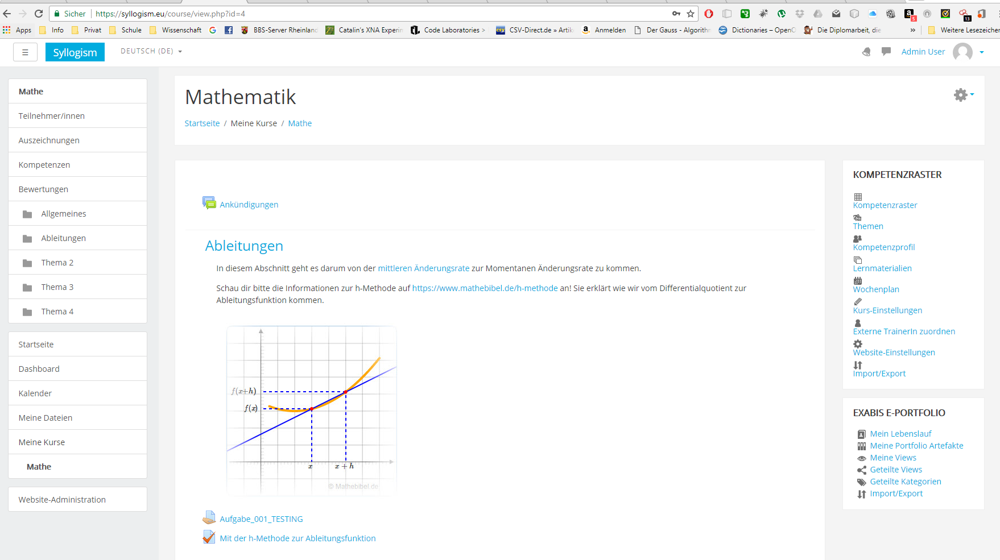 Sicher https://syllogism.eu/course/view.php?id=4
Apps Info Privat Schule Wissenschaft BBS-Server Rheinland Catalin's XNA Experim Code Laboratories > CSV-Direct.de » Artik Anmelden Der Gauss - Algorithm Dictionaries – OpenO Die Diplomarbeit, die » Weitere Lesezeichen
Syllogism DEUTSCH (DE) Admin User
Mathe
Teilnehmer/innen
Auszeichnungen
Kompetenzen
Bewertungen
Allgemeines
Ableitungen
Thema 2
Thema 3
Thema 4
Startseite
Dashboard
Kalender
Meine Dateien
Meine Kurse
Mathe
Website-Administration
Mathematik
Startseite / Meine Kurse / Mathe
Ankündigungen
Ableitungen
In diesem Abschnitt geht es darum von der mittleren Änderungsrate zur Momentanen Änderungsrate zu kommen.
Schau dir bitte die Informationen zur h-Methode auf https://www.mathebibel.de/h-methode an! Sie erklärt wie wir vom Differentialquotient zur
Ableitungsfunktion kommen.
f(x+h)
f(x)
x x + h
© Mathebibel.de
Aufgabe_001_TESTING
Mit der h-Methode zur Ableitungsfunktion
KOMPETENZRASTER
Kompetenzraster
Themen
Kompetenzprofil
Lernmaterialien
Wochenplan
Kurs-Einstellungen
Externe TrainerIn zuordnen
Website-Einstellungen
Import/Export
EXABIS E-PORTFOLIO
Mein Lebenslauf
Meine Portfolio Artefakte
Meine Views
Geteilte Views
Geteilte Kategorien
Import/Export